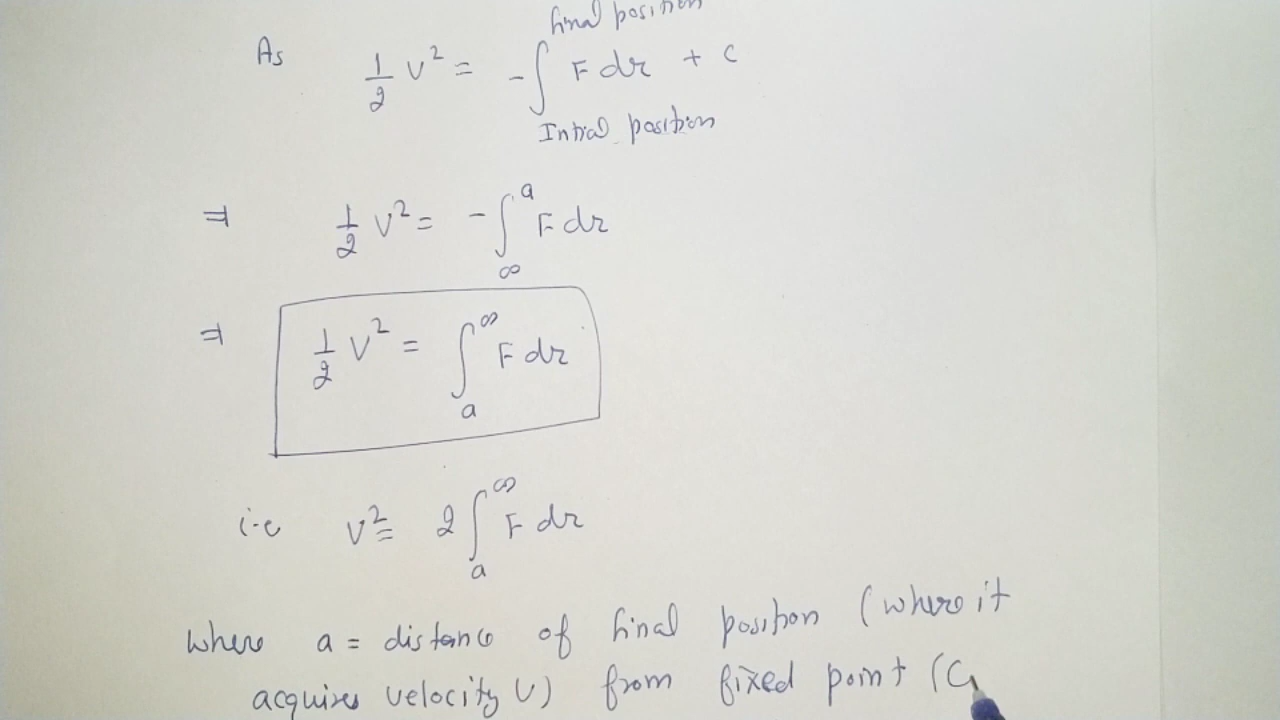 final position
As 1/2 v² = -∫ F dr + c
Intial position
⇒ 1/2 v² = -∫_∞^a F dr
⇒ 1/2 v² = ∫_a^∞ F dr
i.e v² = 2∫_a^∞ F dr
where a = distance of final position (where it
acquires velocity v) from fixed point (C